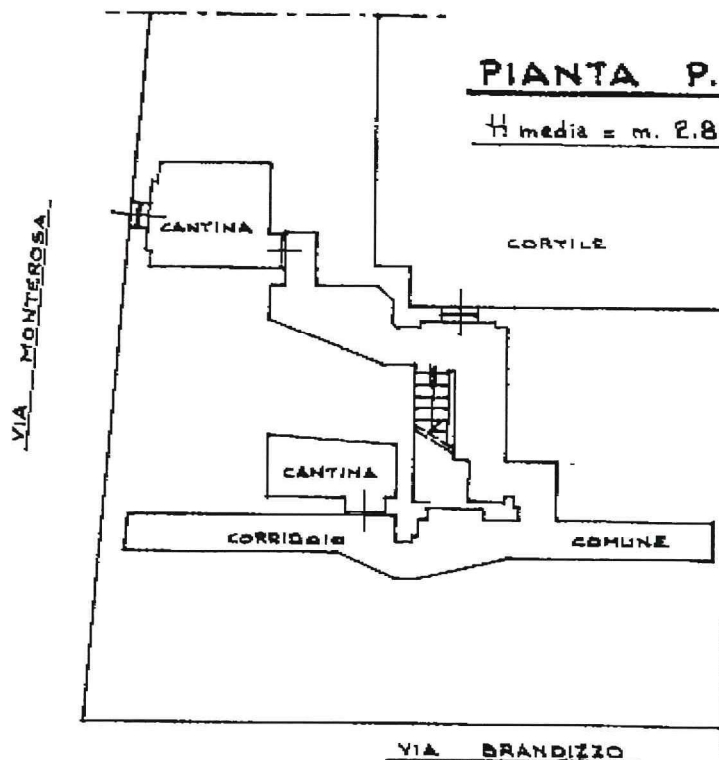 PIANTA P.
H media = m. 2.8
CANTINA
CORTILE
VIA MONTEROSA
CANTINA
CORRIDOIO
COMUNE
VIA BRANDIZZO